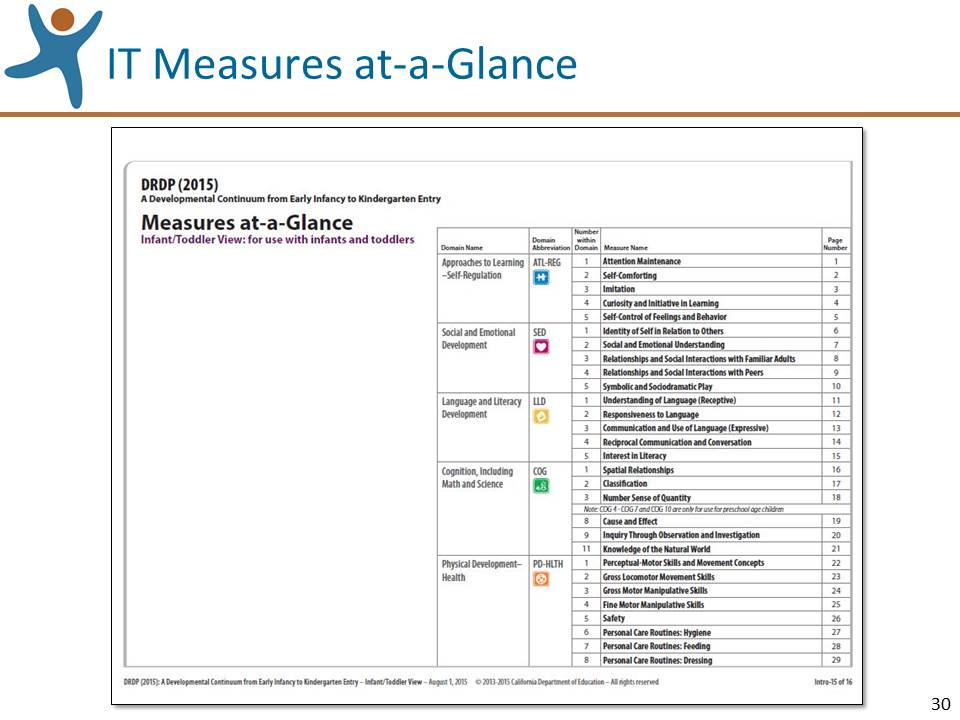 IT Measures at-a-Glance
DRDP (2015)
A Developmental Continuum from Early Infancy to Kindergarten Entry
Measures at-a-Glance
Infant/Toddler View: for use with infants and toddlers
Domain Name Domain Abbreviation Number within Domain Measure Name Page Number
Approaches to Learning –Self-Regulation ATL-REG 1 Attention Maintenance 1
2 Self-Comforting 2
3 Imitation 3
4 Curiosity and Initiative in Learning 4
5 Self-Control of Feelings and Behavior 5
Social and Emotional Development SED 1 Identity of Self in Relation to Others 6
2 Social and Emotional Understanding 7
3 Relationships and Social Interactions with Familiar Adults 8
4 Relationships and Social Interactions with Peers 9
5 Symbolic and Sociodramatic Play 10
Language and Literacy Development LLD 1 Understanding of Language (Receptive) 11
2 Responsiveness to Language 12
3 Communication and Use of Language (Expressive) 13
4 Reciprocal Communication and Conversation 14
5 Interest in Literacy 15
Cognition, Including Math and Science COG 1 Spatial Relationships 16
2 Classification 17
3 Number Sense of Quantity 18
Note: COG 4 - COG 7 and COG 10 are only for use for preschool age children
8 Cause and Effect 19
9 Inquiry Through Observation and Investigation 20
11 Knowledge of the Natural World 21
Physical Development– Health PD-HLTH 1 Perceptual-Motor Skills and Movement Concepts 22
2 Gross Locomotor Movement Skills 23
3 Gross Motor Manipulative Skills 24
4 Fine Motor Manipulative Skills 25
5 Safety 26
6 Personal Care Routines: Hygiene 27
7 Personal Care Routines: Feeding 28
8 Personal Care Routines: Dressing 29
DRDP (2015): A Developmental Continuum from Early Infancy to Kindergarten Entry – Infant/Toddler View – August 1, 2015 © 2013-2015 California Department of Education – All rights reserved Intro-15 of 16
30